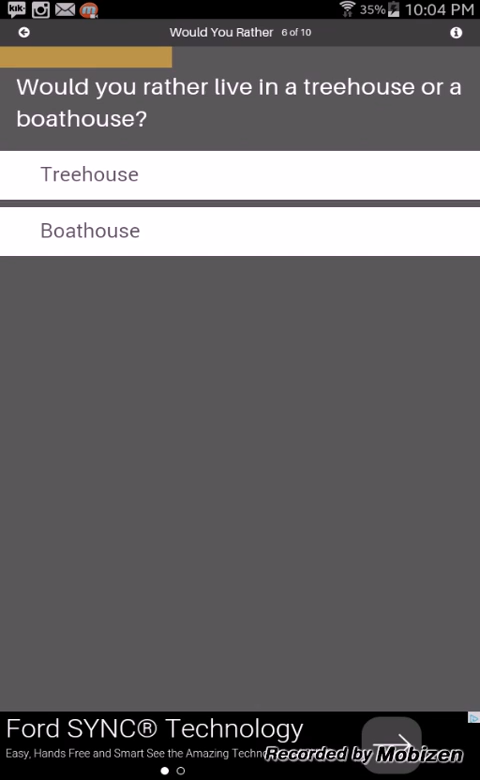 kik 35% 10:04 PM
Would You Rather 6 of 10
Would you rather live in a treehouse or a
boathouse?
Treehouse
Boathouse
Ford SYNC® Technology
Easy, Hands Free and Smart See the Amazing
Recorded by Mobizen